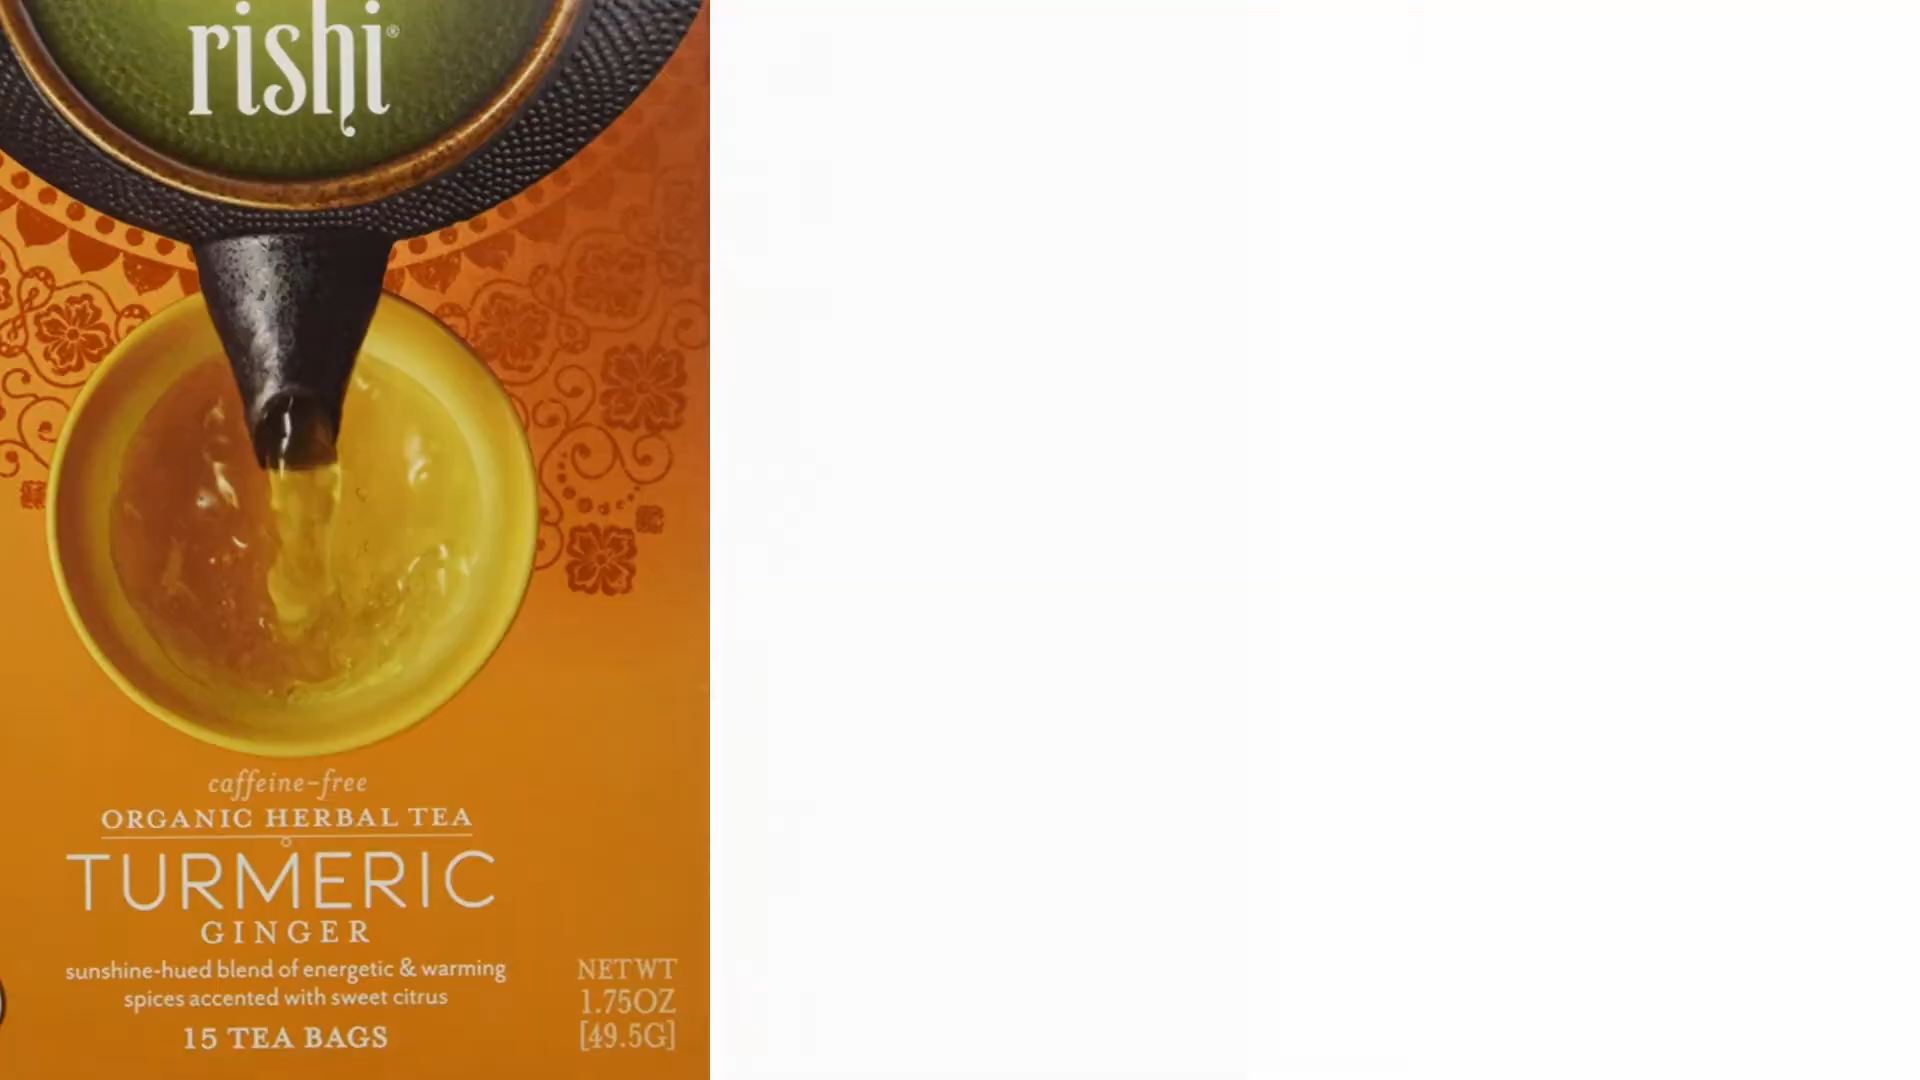 rishi®
caffeine-free
ORGANIC HERBAL TEA
TURMERIC
GINGER
sunshine-hued blend of energetic & warming
spices accented with sweet citrus
15 TEA BAGS
NET WT
1.75OZ
[49.5G]